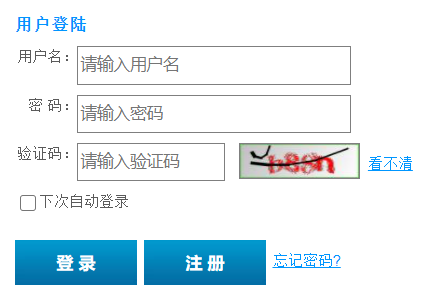 用户登陆
用户名： 请输入用户名
密 码： 请输入密码
验证码： 请输入验证码 看不清
下次自动登录
登 录 注 册 忘记密码?